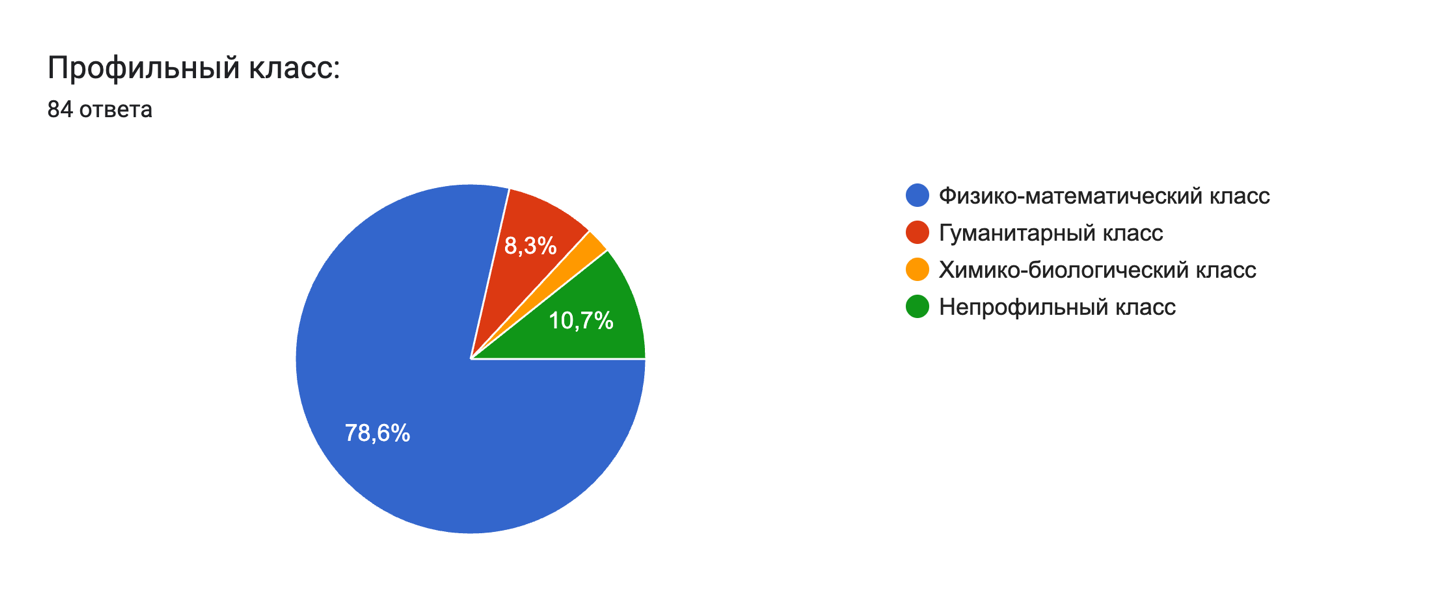 Профильный класс:
84 ответа
Физико-математический класс
Гуманитарный класс
Химико-биологический класс
Непрофильный класс
8,3%
10,7%
78,6%